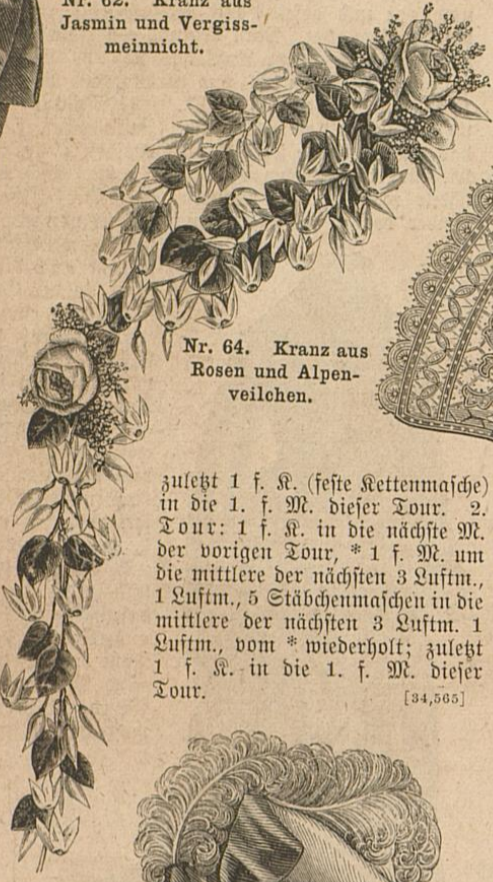 Nr. 62. Kranz aus
Jasmin und Vergiss-
meinnicht.
Nr. 64. Kranz aus
Rosen und Alpen-
veilchen.
zuletzt 1 f. K. (feste Kettenmasche)
in die 1. f. M. dieser Tour. 2.
Tour: 1 f. K. in die nächste M.
der vorigen Tour, * 1 f. M. um
die mittlere der nächsten 3 Luftm.,
1 Luftm., 5 Stäbchenmaschen in die
mittlere der nächsten 3 Luftm. 1
Luftm., vom * wiederholt; zuletzt
1 f. K. in die 1. f. M. dieser
Tour. [34,565]